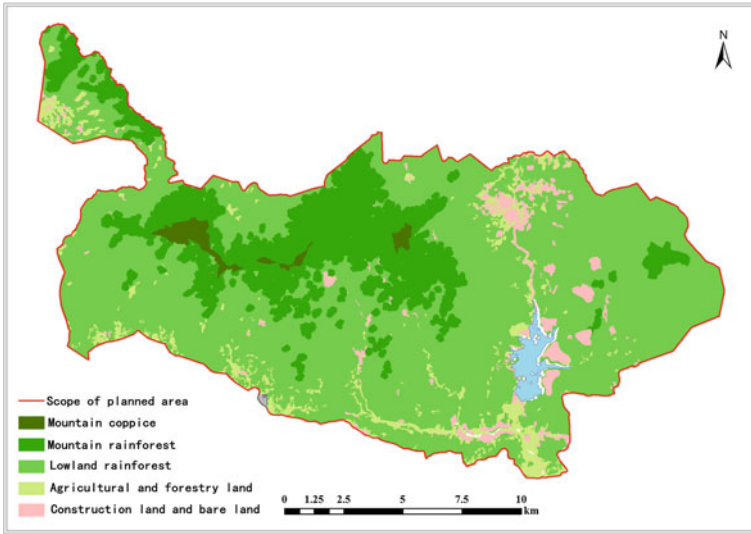 N
Scope of planned area
Mountain coppice
Mountain rainforest
Lowland rainforest
Agricultural and forestry land
Construction land and bare land
0 1.25 2.5 5 7.5 10
km